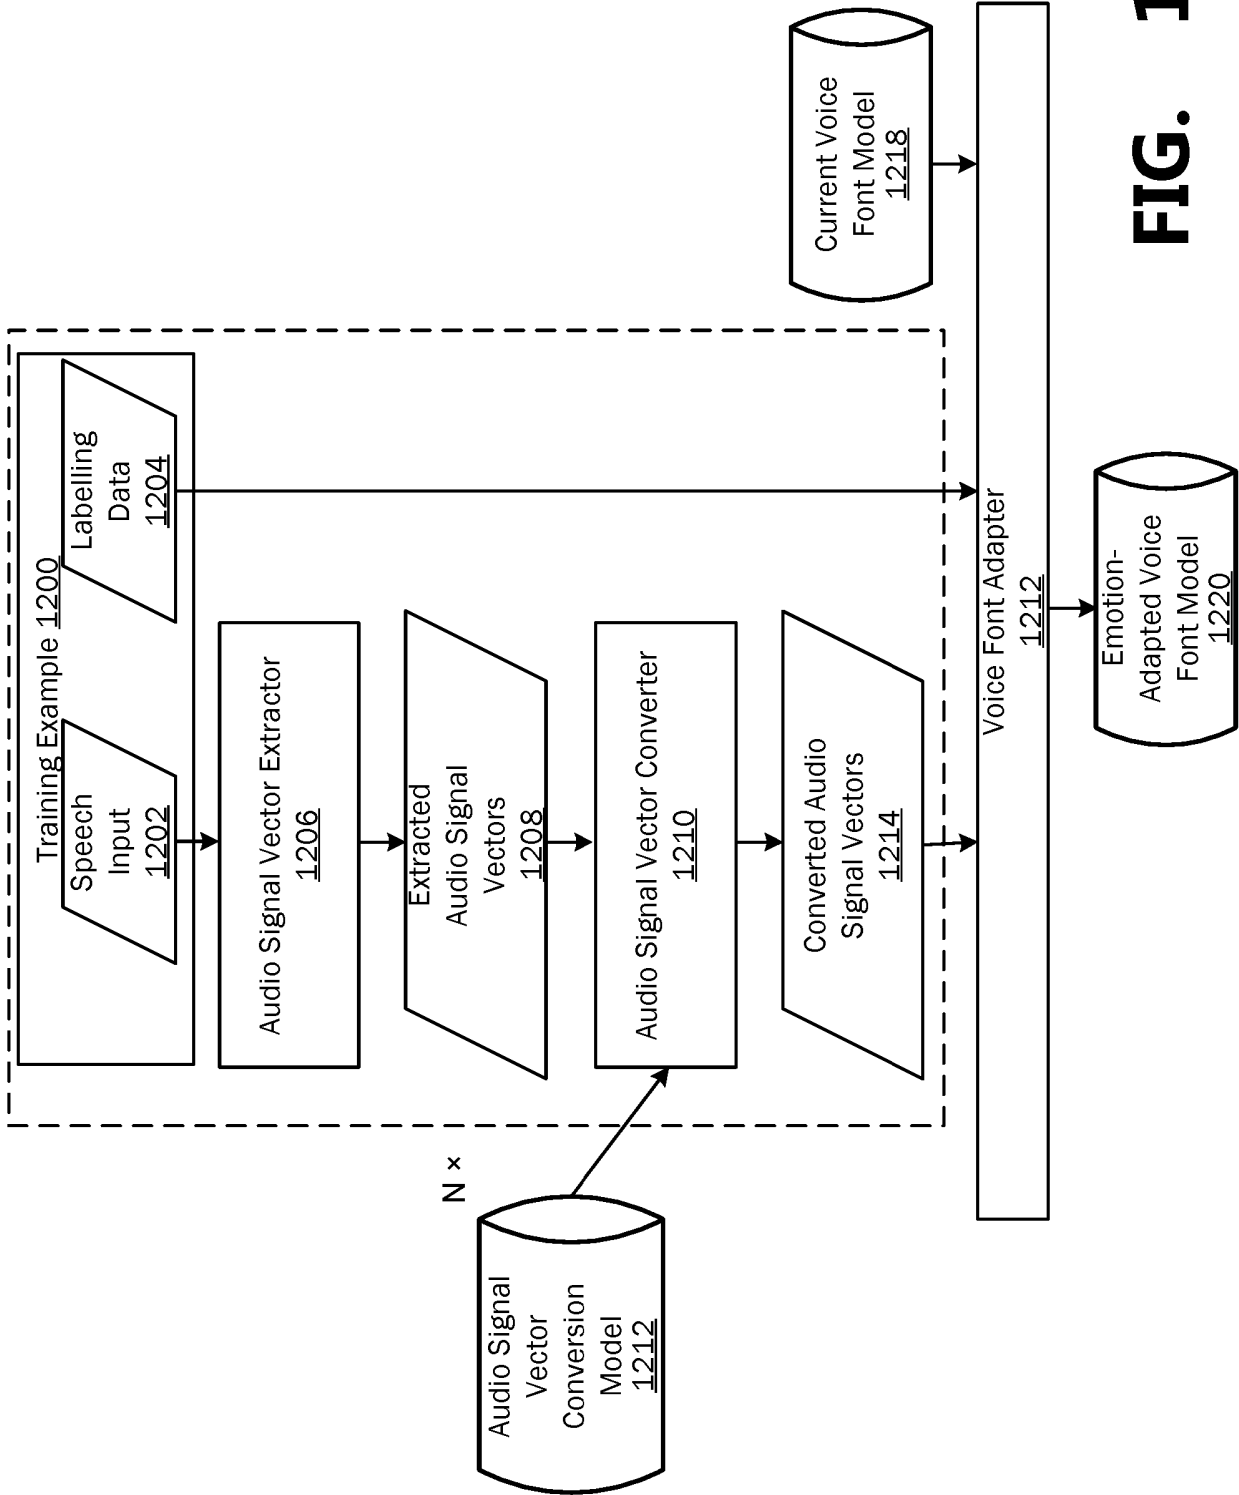 Training Example 1200
Speech
Input
1202
Labelling
Data
1204
Audio Signal Vector Extractor
1206
Extracted
Audio Signal
Vectors
1208
N ×
Audio Signal
Vector
Conversion
Model
1212
Audio Signal Vector Converter
1210
Converted Audio
Signal Vectors
1214
Current Voice
Font Model
1218
Voice Font Adapter
1212
Emotion-
Adapted Voice
Font Model
1220
FIG. 1